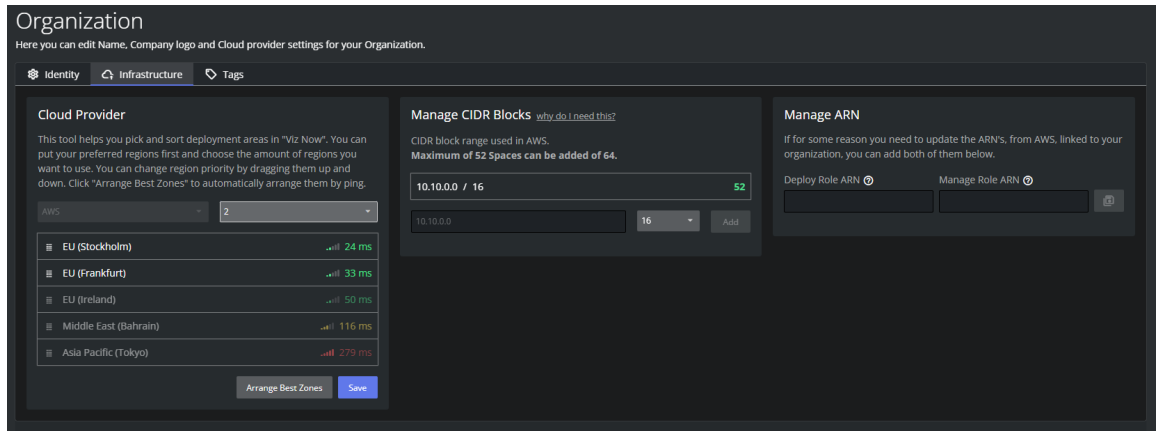 Organization
Here you can edit Name, Company logo and Cloud provider settings for your Organization.
Identity
Infrastructure
Tags
Cloud Provider
This tool helps you pick and sort deployment areas in "Viz Now". You can
put your preferred regions first and choose the amount of regions you
want to use. You can change region priority by dragging them up and
down. Click "Arrange Best Zones" to automatically arrange them by ping.
AWS
2
EU (Stockholm) 24 ms
EU (Frankfurt) 33 ms
EU (Ireland) 50 ms
Middle East (Bahrain) 116 ms
Asia Pacific (Tokyo) 279 ms
Arrange Best Zones
Save
Manage CIDR Blocks why do I need this?
CIDR block range used in AWS.
Maximum of 52 Spaces can be added of 64.
10.10.0.0 / 16 52
10.10.0.0
16
Add
Manage ARN
If for some reason you need to update the ARN's, from AWS, linked to your
organization, you can add both of them below.
Deploy Role ARN ?
Manage Role ARN ?